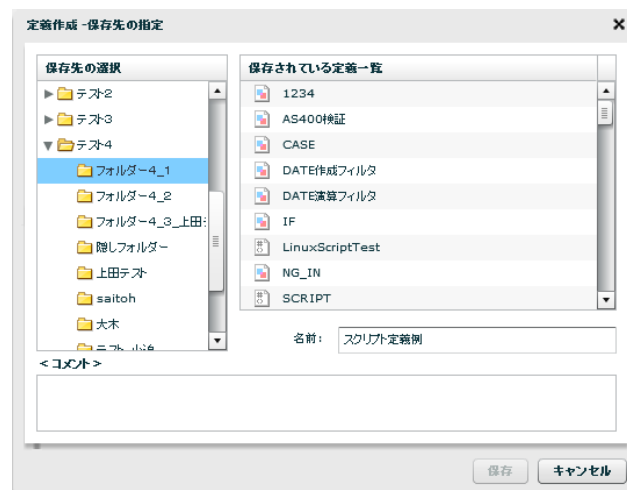 定義作成 -保存先の指定
保存先の選択
テスト2
テスト3
テスト4
フォルダー4_1
フォルダー4_2
フォルダー4_3_上田
隠しフォルダー
上田テスト
saitoh
大木
保存されている定義一覧
1234
AS400検証
CASE
DATE作成フィルタ
DATE演算フィルタ
IF
LinuxScriptTest
NG_IN
SCRIPT
名前:
スクリプト定義例
<コメント>
保存
キャンセル